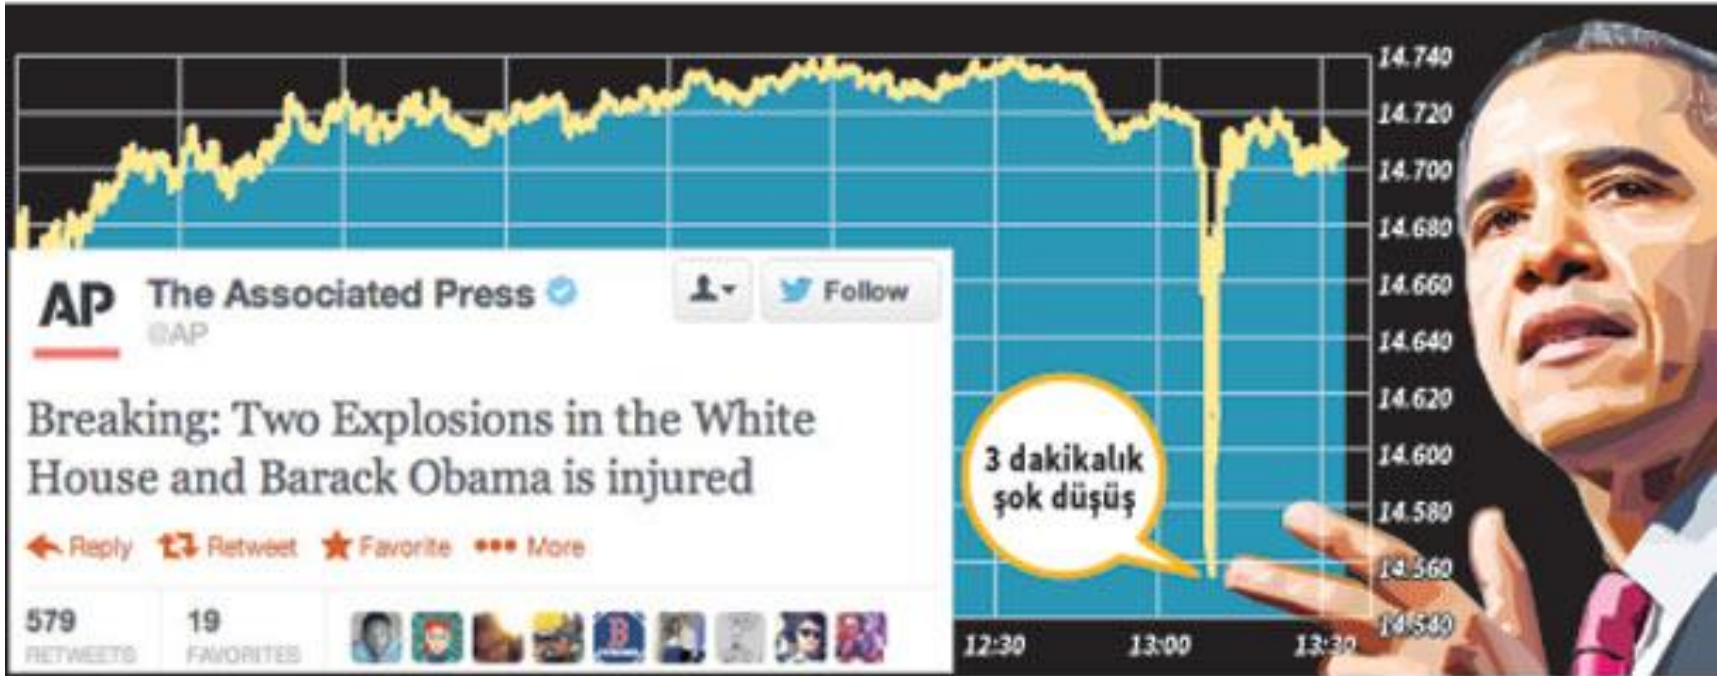 14.740
14.720
14.700
14.680
14.660
14.640
14.620
14.600
14.580
14.560
14.540
AP The Associated Press
@AP
Follow
Breaking: Two Explosions in the White
House and Barack Obama is injured
Reply Retweet Favorite More
579 19
RETWEETS FAVORITES
B
3 dakikalık
şok düşüş
12:30 13:00 13:30